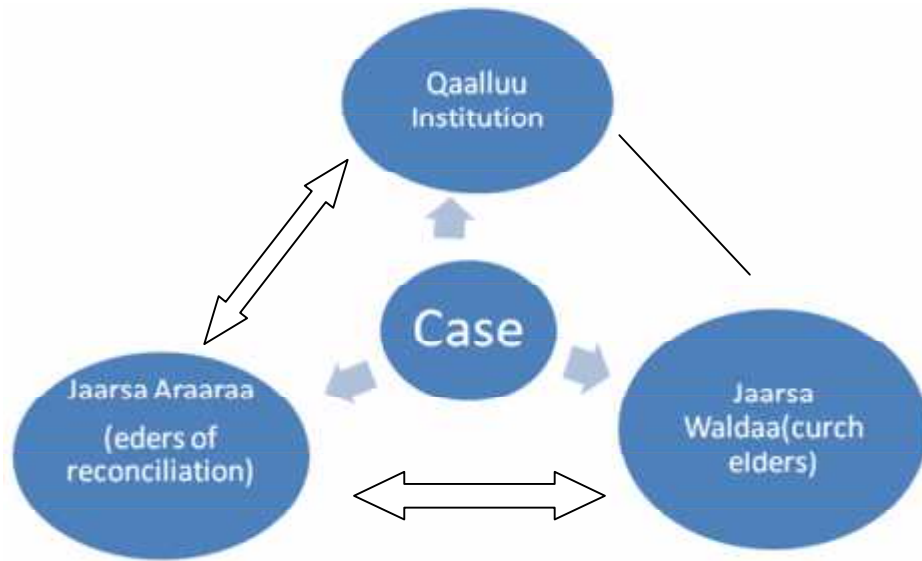 Qaalluu
Institution
Case
Jaarsa Araaraa
(eders of
reconciliation)
Jaarsa
Waldaa(curch
elders)